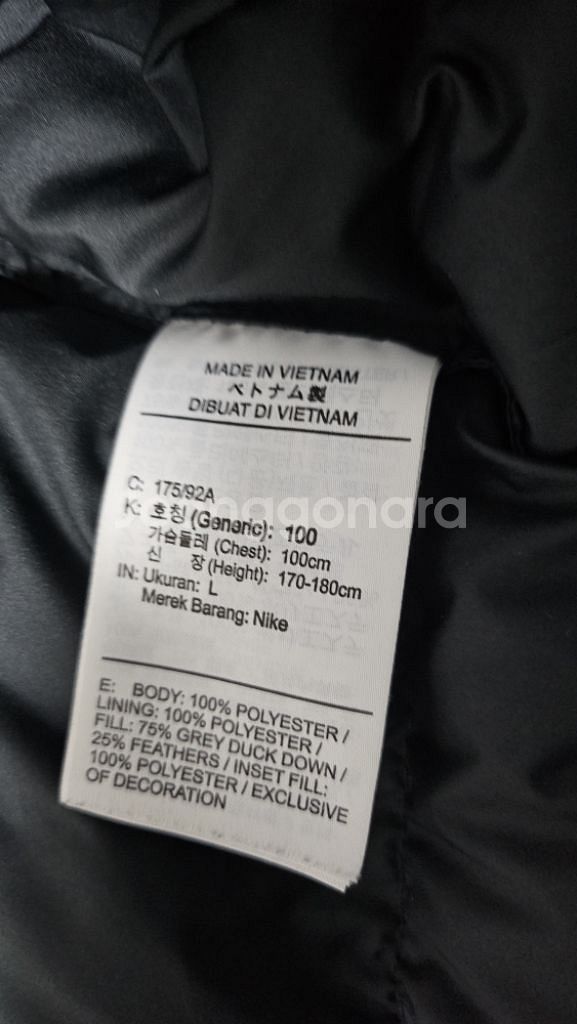 MADE IN VIETNAM
ベトナム製
DIBUAT DI VIETNAM
C: 175/92A
K: 호칭 (Generic): 100
가슴둘레 (Chest): 100cm
신 장 (Height): 170-180cm
IN: Ukuran: L
Merek Barang: Nike
E: BODY: 100% POLYESTER /
LINING: 100% POLYESTER /
FILL: 75% GREY DUCK DOWN /
25% FEATHERS / INSET FILL:
100% POLYESTER / EXCLUSIVE
OF DECORATION